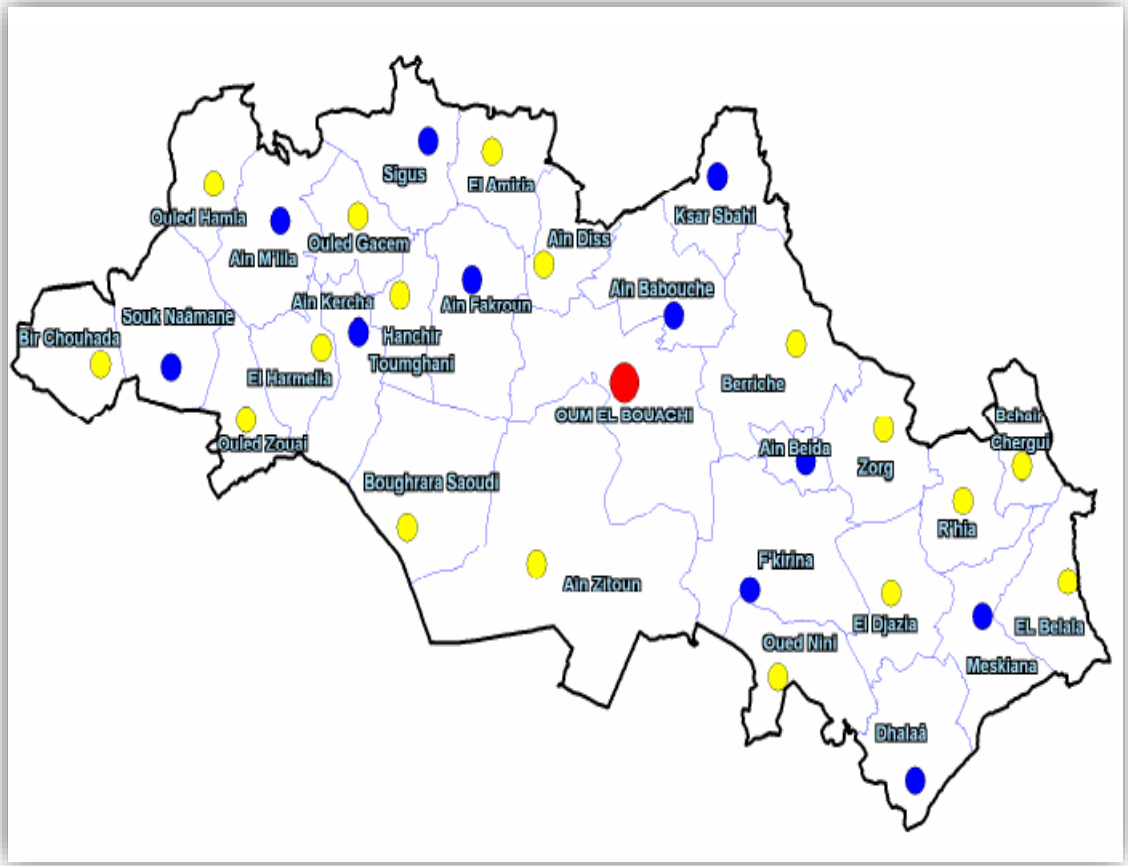 Sigus
El Amiria
Ouled Hamla
Ksar Sbahi
Ouled Gacem
Ain Diss
Ain M'lila
Ain Babouche
Ain Kercha
Ain Fakroun
Souk Naâmane
Bir Chouhada
Hanchir
Toumghani
El Harmelia
Berriche
OUM EL BOUACHI
Bchair
Chergui
Ouled Zouai
Ain Beida
Zorg
Boughrara Saoudi
R'hia
F'kirina
Ain Zitoun
El Djazia
EL Belala
Oued Nini
Meskiana
Dhalaâ